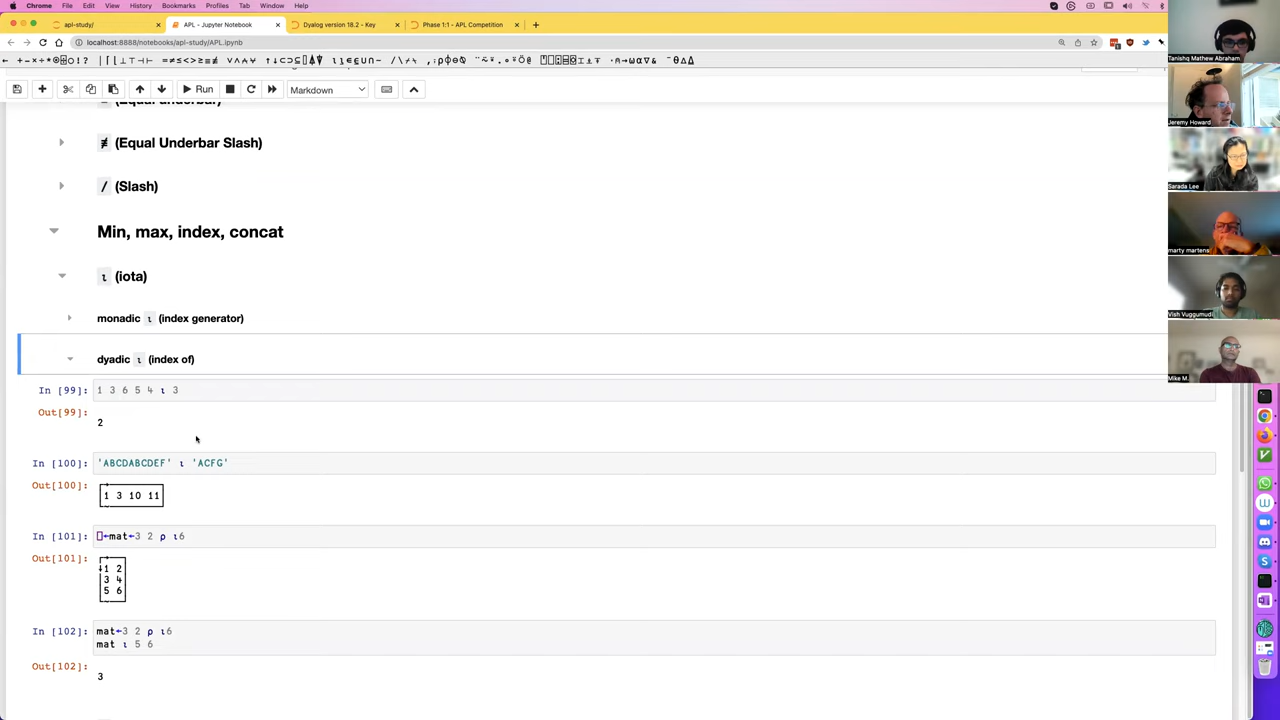 Chrome File Edit View History Bookmarks Profiles Tab Window Help
apl-study/ APL - Jupyter Notebook Dyalog version 18.2 - Key Phase 1:1 - APL Competition
localhost:8888/notebooks/apl-study/APL.ipynb
Run Markdown
(Equal underbar)
≢ (Equal Underbar Slash)
/ (Slash)
Min, max, index, concat
⍳ (iota)
monadic ⍳ (index generator)
dyadic ⍳ (index of)
In [99]: 1 3 6 5 4 ⍳ 3
Out[99]:
2
In [100]: 'ABCDABCDEF' ⍳ 'ACFG'
Out[100]:
1 3 10 11
In [101]: ⎕←mat←3 2 ⍴ ⍳6
Out[101]:
1 2
3 4
5 6
In [102]: mat←3 2 ⍴ ⍳6
mat ⍳ 5 6
Out[102]:
3
Tanishq Mathew Abraham
Jeremy Howard
Sarada Lee
marty martens
Vish Vuggumudi
Mike M.